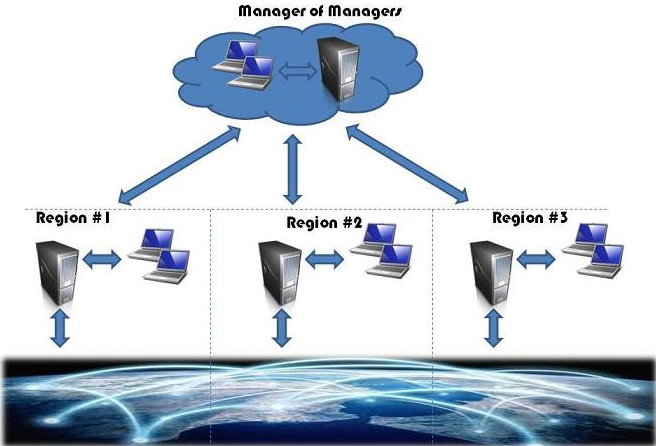 Manager of Managers
Region #1
Region #2
Region #3